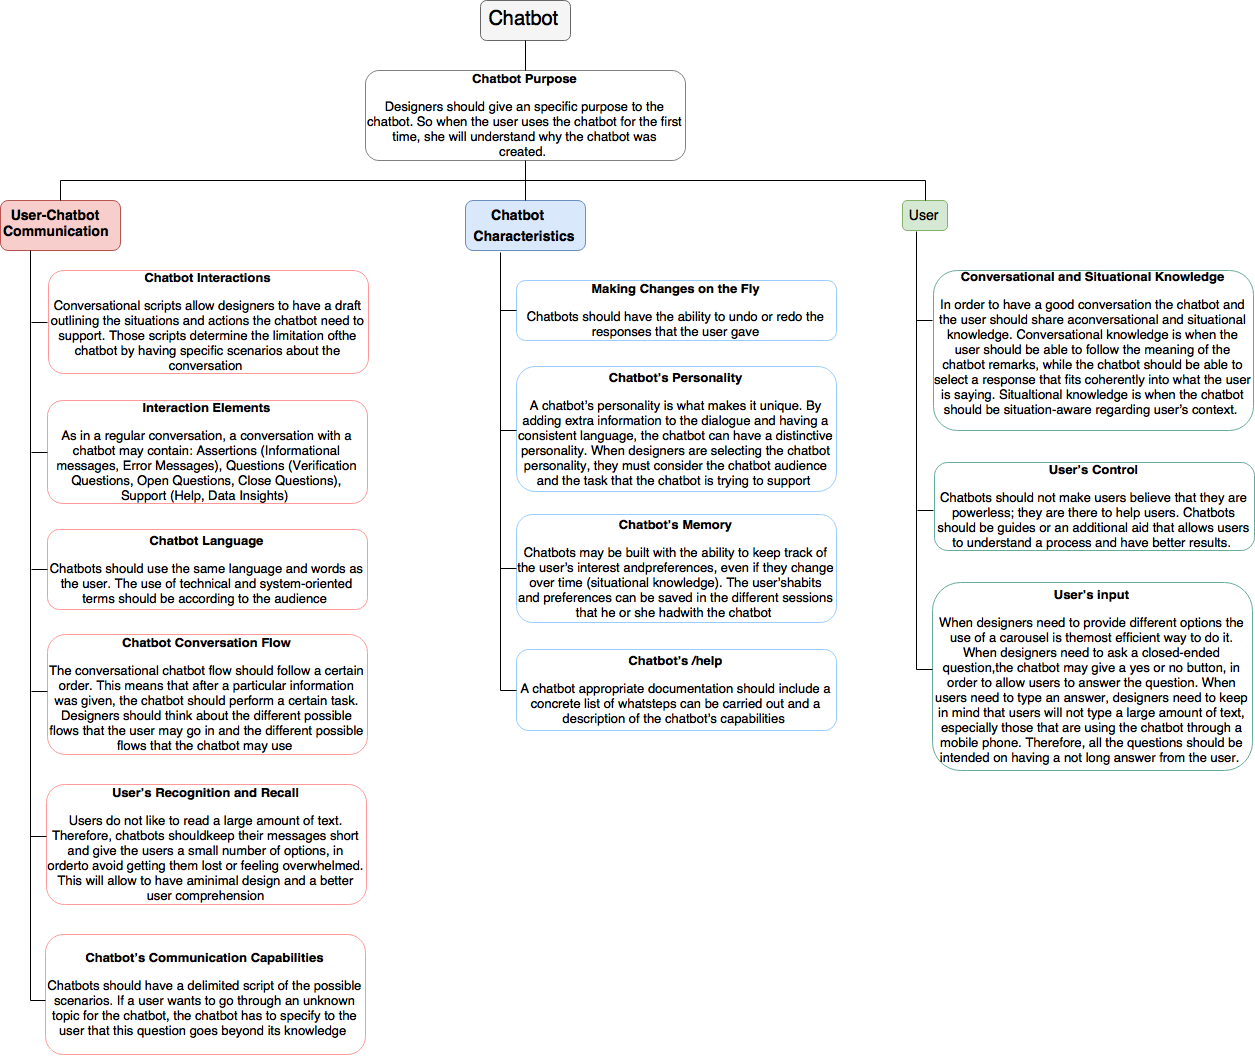 Chatbot
Chatbot Purpose
Designers should give an specific purpose to the
chatbot. So when the user uses the chatbot for the first
time, she will understand why the chatbot was
created.
User-Chatbot
Communication
Chatbot Interactions
Conversational scripts allow designers to have a draft
outlining the situations and actions the chatbot need to
support. Those scripts determine the limitation ofthe
chatbot by having specific scenarios about the
conversation
Interaction Elements
As in a regular conversation, a conversation with a
chatbot may contain: Assertions (Informational
messages, Error Messages), Questions (Verification
Questions, Open Questions, Close Questions),
Support (Help, Data Insights)
Chatbot Language
Chatbots should use the same language and words as
the user. The use of technical and system-oriented
terms should be according to the audience
Chatbot Conversation Flow
The conversational chatbot flow should follow a certain
order. This means that after a particular information
was given, the chatbot should perform a certain task.
Designers should think about the different possible
flows that the user may go in and the different possible
flows that the chatbot may use
User's Recognition and Recall
Users do not like to read a large amount of text.
Therefore, chatbots shouldkeep their messages short
and give the users a small number of options, in
orderto avoid getting them lost or feeling overwhelmed.
This will allow to have aminimal design and a better
user comprehension
Chatbot's Communication Capabilities
Chatbots should have a delimited script of the possible
scenarios. If a user wants to go through an unknown
topic for the chatbot, the chatbot has to specify to the
user that this question goes beyond its knowledge
Chatbot
Characteristics
Making Changes on the Fly
Chatbots should have the ability to undo or redo the
responses that the user gave
Chatbot's Personality
A chatbot's personality is what makes it unique. By
adding extra information to the dialogue and having a
consistent language, the chatbot can have a distinctive
personality. When designers are selecting the chatbot
personality, they must consider the chatbot audience
and the task that the chatbot is trying to support
Chatbot's Memory
Chatbots may be built with the ability to keep track of
the user's interest andpreferences, even if they change
over time (situational knowledge). The user'shabits
and preferences can be saved in the different sessions
that he or she hadwith the chatbot
Chatbot's /help
A chatbot appropriate documentation should include a
concrete list of whatsteps can be carried out and a
description of the chatbot's capabilities
User
Conversational and Situational Knowledge
In order to have a good conversation the chatbot and
the user should share aconversational and situational
knowledge. Conversational knowledge is when the
user should be able to follow the meaning of the
chatbot remarks, while the chatbot should be able to
select a response that fits coherently into what the user
is saying. Situaltional knowledge is when the chatbot
should be situation-aware regarding user's context.
User's Control
Chatbots should not make users believe that they are
powerless; they are there to help users. Chatbots
should be guides or an additional aid that allows users
to understand a process and have better results.
User's input
When designers need to provide different options the
use of a carousel is themost efficient way to do it.
When designers need to ask a closed-ended
question,the chatbot may give a yes or no button, in
order to allow users to answer the question. When
users need to type an answer, designers need to keep
in mind that users will not type a large amount of text,
especially those that are using the chatbot through a
mobile phone. Therefore, all the questions should be
intended on having a not long answer from the user.